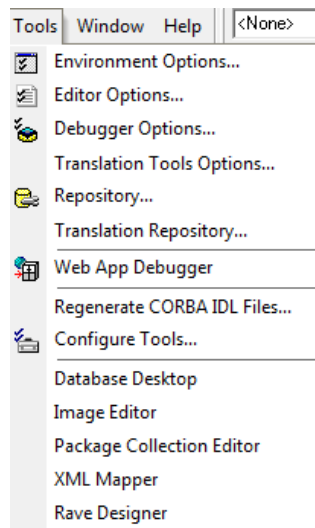 Tools Window Help <None>
Environment Options...
Editor Options...
Debugger Options...
Translation Tools Options...
Repository...
Translation Repository...
Web App Debugger
Regenerate CORBA IDL Files...
Configure Tools...
Database Desktop
Image Editor
Package Collection Editor
XML Mapper
Rave Designer